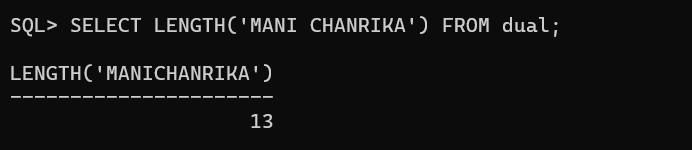 SQL> SELECT LENGTH('MANI CHANRIKA') FROM dual;
LENGTH('MANICHANRIKA')
----------------------
13